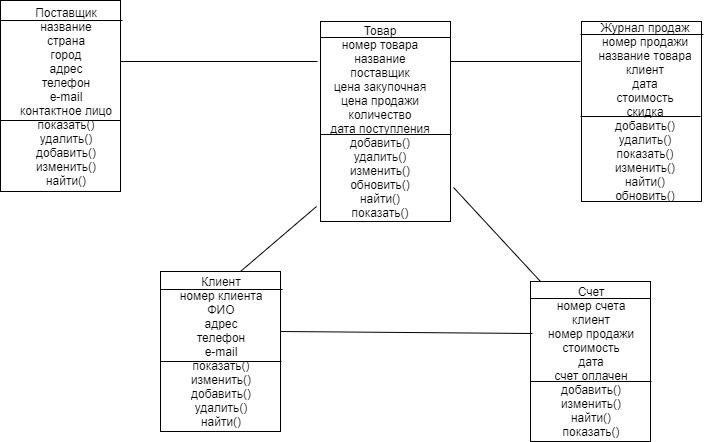 Поставщик
название
страна
город
адрес
телефон
e-mail
контактное лицо
показать()
удалить()
добавить()
изменить()
найти()
Товар
номер товара
название
поставщик
цена закупочная
цена продажи
количество
дата поступления
добавить()
удалить()
изменить()
обновить()
найти()
показать()
Журнал продаж
номер продажи
название товара
клиент
дата
стоимость
скидка
добавить()
удалить()
показать()
изменить()
найти()
обновить()
Клиент
номер клиента
ФИО
адрес
телефон
e-mail
показать()
изменить()
добавить()
удалить()
найти()
Счет
номер счета
клиент
номер продажи
стоимость
дата
счет оплачен
добавить()
изменить()
найти()
показать()